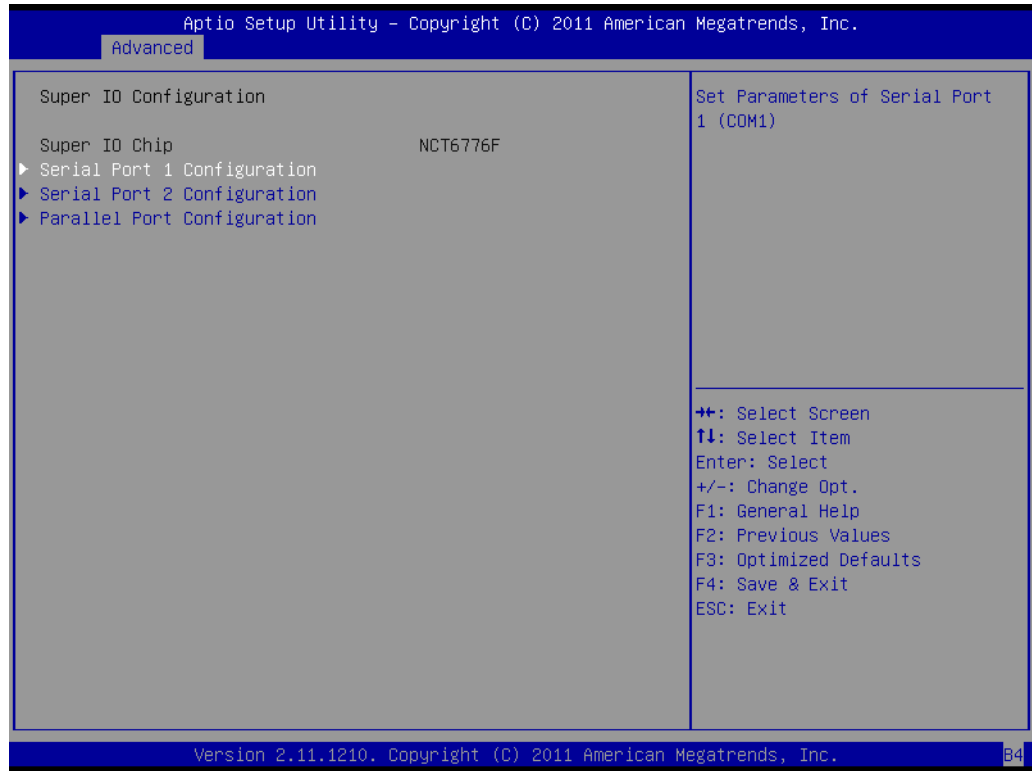 Aptio Setup Utility – Copyright (C) 2011 American Megatrends, Inc.
Advanced
Super IO Configuration
Super IO Chip NCT6776F
▶ Serial Port 1 Configuration
▶ Serial Port 2 Configuration
▶ Parallel Port Configuration
Set Parameters of Serial Port
1 (COM1)
→←: Select Screen
↑↓: Select Item
Enter: Select
+/-: Change Opt.
F1: General Help
F2: Previous Values
F3: Optimized Defaults
F4: Save & Exit
ESC: Exit
Version 2.11.1210. Copyright (C) 2011 American Megatrends, Inc.
B4